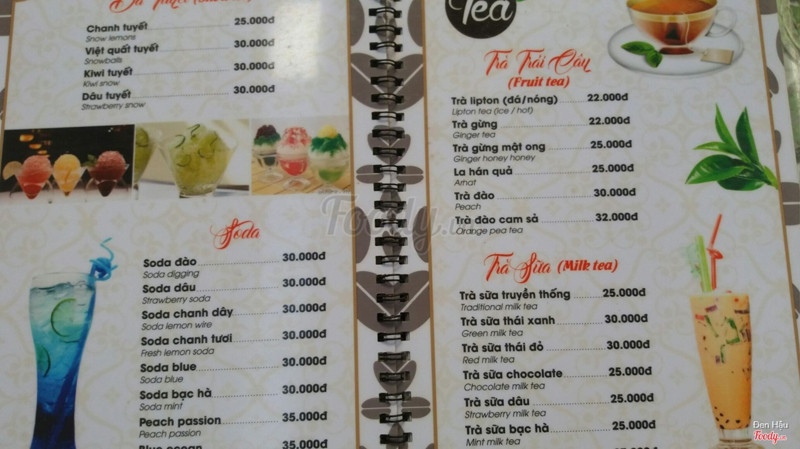 Chanh tuyết 25.000đ
Snow lemons
Việt quất tuyết 30.000đ
Snowballs
Kiwi tuyết 30.000đ
Kiwi snow
Dâu tuyết 30.000đ
Strawberry snow
Soda
Soda đào 30.000đ
Soda digging
Soda dâu 30.000đ
Strawberry soda
Soda chanh dây 30.000đ
Soda lemon wire
Soda chanh tươi 30.000đ
Fresh lemon soda
Soda blue 30.000đ
Soda blue
Soda bạc hà 30.000đ
Soda mint
Peach passion 35.000đ
Peach passion
Blue ocean 35.000đ
Tea
Trà Trái Cây
(Fruit tea)
Trà lipton (đá/nóng) 22.000đ
Lipton tea (ice / hot)
Trà gừng 22.000đ
Ginger tea
Trà gừng mật ong 25.000đ
Ginger honey honey
La hán quả 25.000đ
Arhat
Trà đào 30.000đ
Peach
Trà đào cam sả 32.000đ
Orange pea tea
Trà Sữa (Milk tea)
Trà sữa truyền thống 25.000đ
Traditional milk tea
Trà sữa thái xanh 30.000đ
Green milk tea
Trà sữa thái đỏ 30.000đ
Red milk tea
Trà sữa chocolate 25.000đ
Chocolate milk tea
Trà sữa dâu 25.000đ
Strawberry milk tea
Trà sữa bạc hà 25.000đ
Mint milk tea
25.000đ
Foody.vn
Đen Hậu
Foody.vn